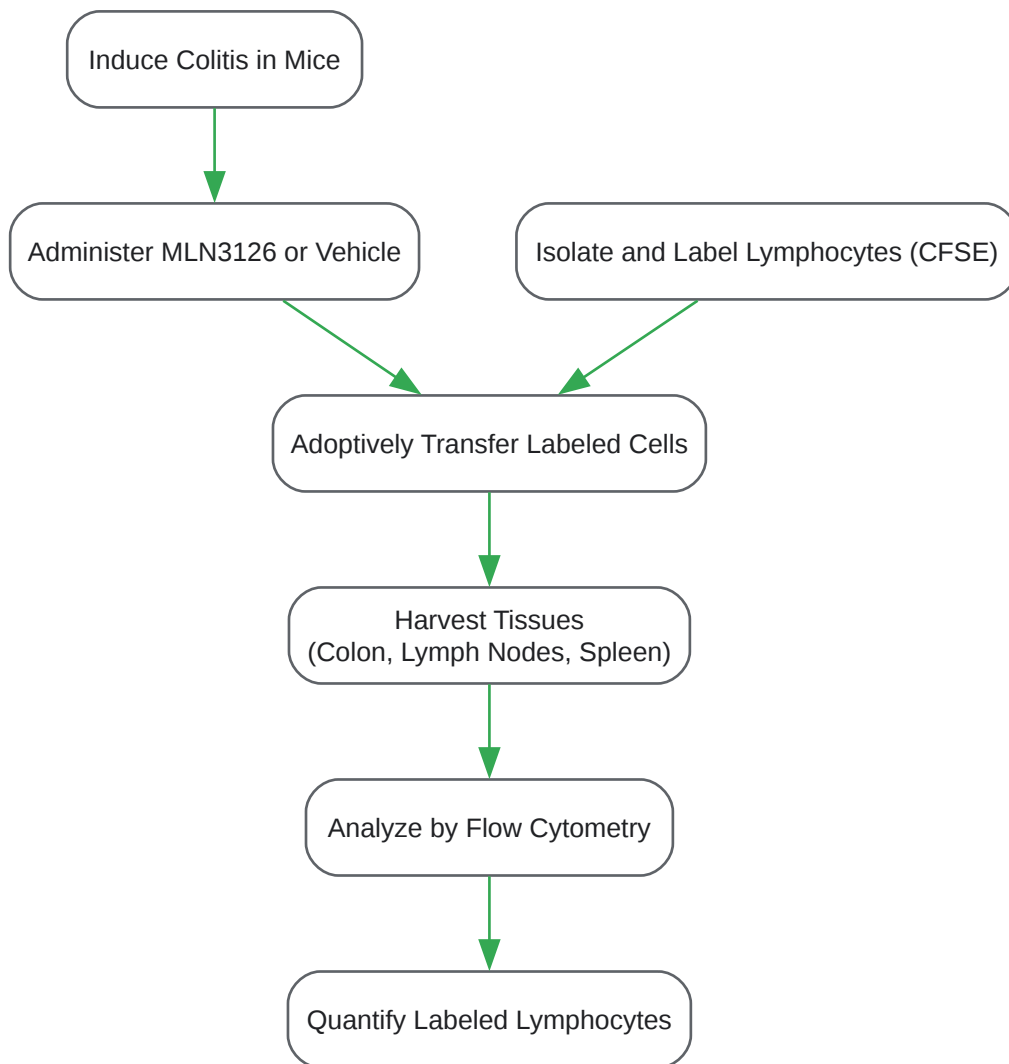 Induce Colitis in Mice
Administer MLN3126 or Vehicle
Isolate and Label Lymphocytes (CFSE)
Adoptively Transfer Labeled Cells
Harvest Tissues
(Colon, Lymph Nodes, Spleen)
Analyze by Flow Cytometry
Quantify Labeled Lymphocytes